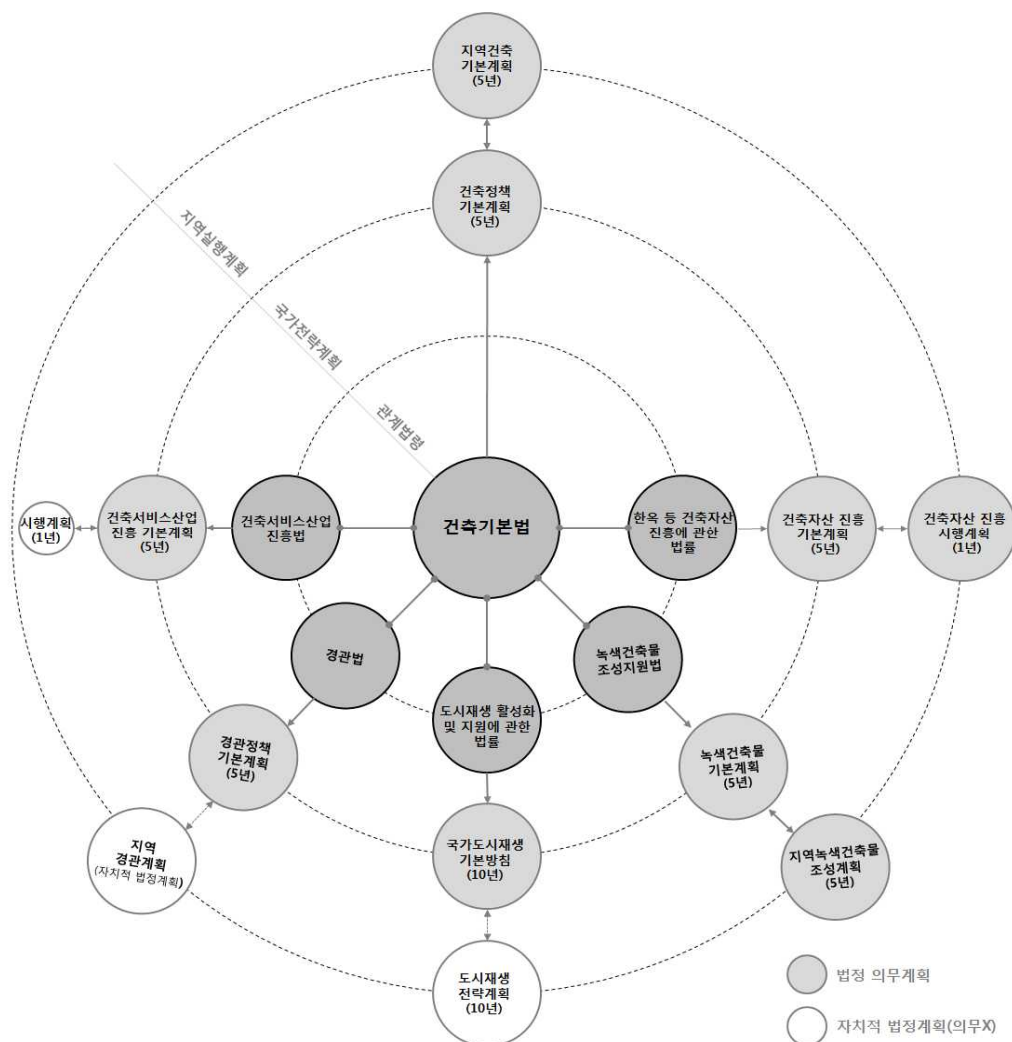 지역건축
기본계획
(5년)
건축정책
기본계획
(5년)
지역실행계획
국가전략계획
관계법령
시행계획
(1년)
건축서비스산업
진흥 기본계획
(5년)
건축서비스산업
진흥법
건축기본법
한옥 등 건축자산
진흥에 관한
법률
건축자산 진흥
기본계획
(5년)
건축자산 진흥
시행계획
(1년)
경관법
녹색건축물
조성지원법
도시재생 활성화
및 지원에 관한
법률
경관정책
기본계획
(5년)
녹색건축물
기본계획
(5년)
지역
경관계획
(자치적 법정계획)
국가도시재생
기본방침
(10년)
지역녹색건축물
조성계획
(5년)
도시재생
전략계획
(10년)
법정 의무계획
자치적 법정계획(의무X)